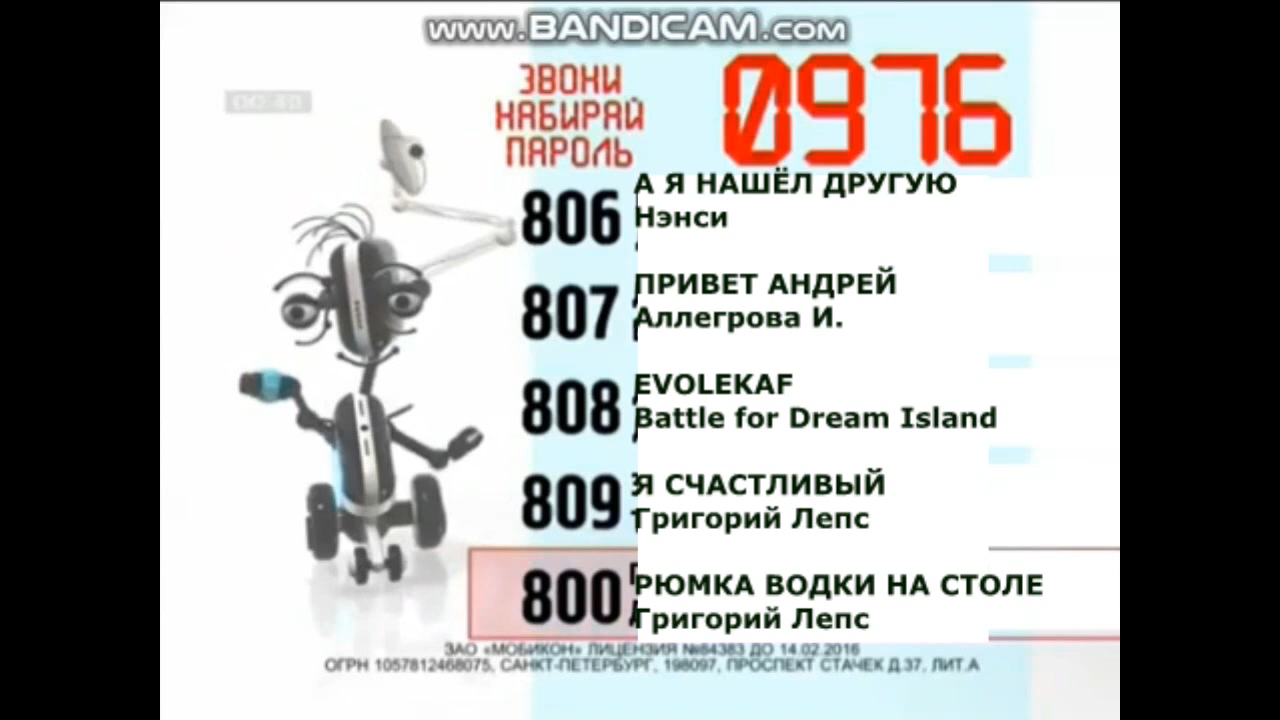 www.BANDICAM.com
ЗВОНИ
НАБИРАЙ
ПАРОЛЬ
0976
806 А Я НАШЁЛ ДРУГУЮ
Нэнси
807 ПРИВЕТ АНДРЕЙ
Аллегрова И.
808 EVOLEKAF
Battle for Dream Island
809 Я СЧАСТЛИВЫЙ
Григорий Лепс
800 РЮМКА ВОДКИ НА СТОЛЕ
Григорий Лепс
ЗАО «МОБИКОН» ЛИЦЕНЗИЯ №84383 ДО 14.02.2016
ОГРН 1057812468075, САНКТ-ПЕТЕРБУРГ, 198097, ПРОСПЕКТ СТАЧЕК Д.37, ЛИТ.А